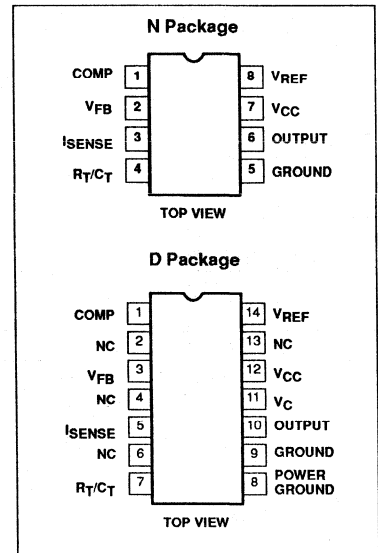 N Package
COMP 1 8 VREF
VFB 2 7 VCC
ISENSE 3 6 OUTPUT
RT/CT 4 5 GROUND
TOP VIEW
D Package
COMP 1 14 VREF
NC 2 13 NC
VFB 3 12 VCC
NC 4 11 VC
ISENSE 5 10 OUTPUT
NC 6 9 GROUND
RT/CT 7 8 POWER
GROUND
TOP VIEW